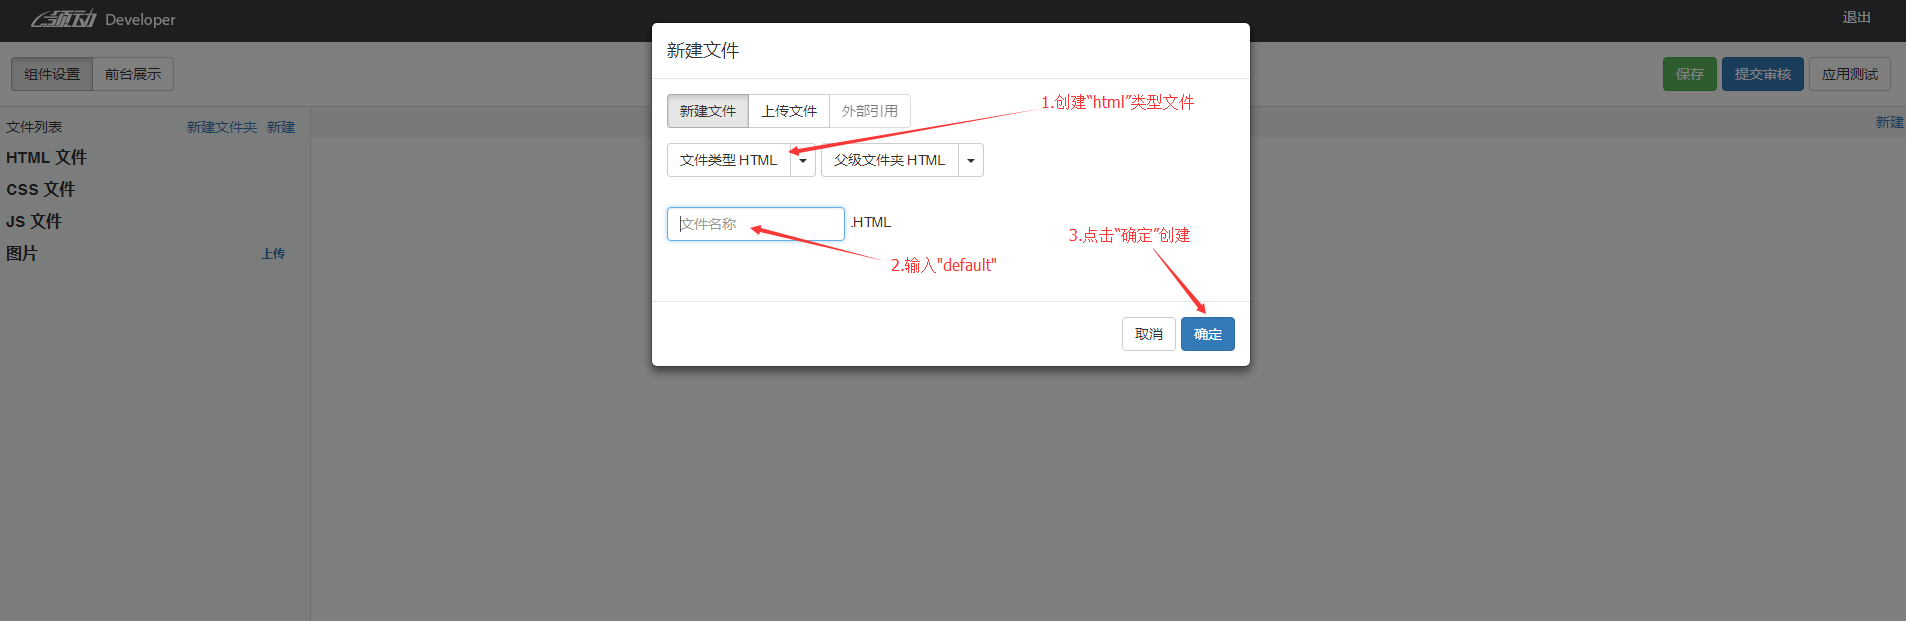 领动 Developer
退出
组件设置 前台展示
保存 提交审核 应用测试
文件列表 新建文件夹 新建
HTML 文件
CSS 文件
JS 文件
图片 上传
新建
新建文件
新建文件 上传文件 外部引用
1.创建“html”类型文件
文件类型 HTML 父级文件夹 HTML
文件名称 .HTML
2.输入"default"
3.点击“确定”创建
取消 确定